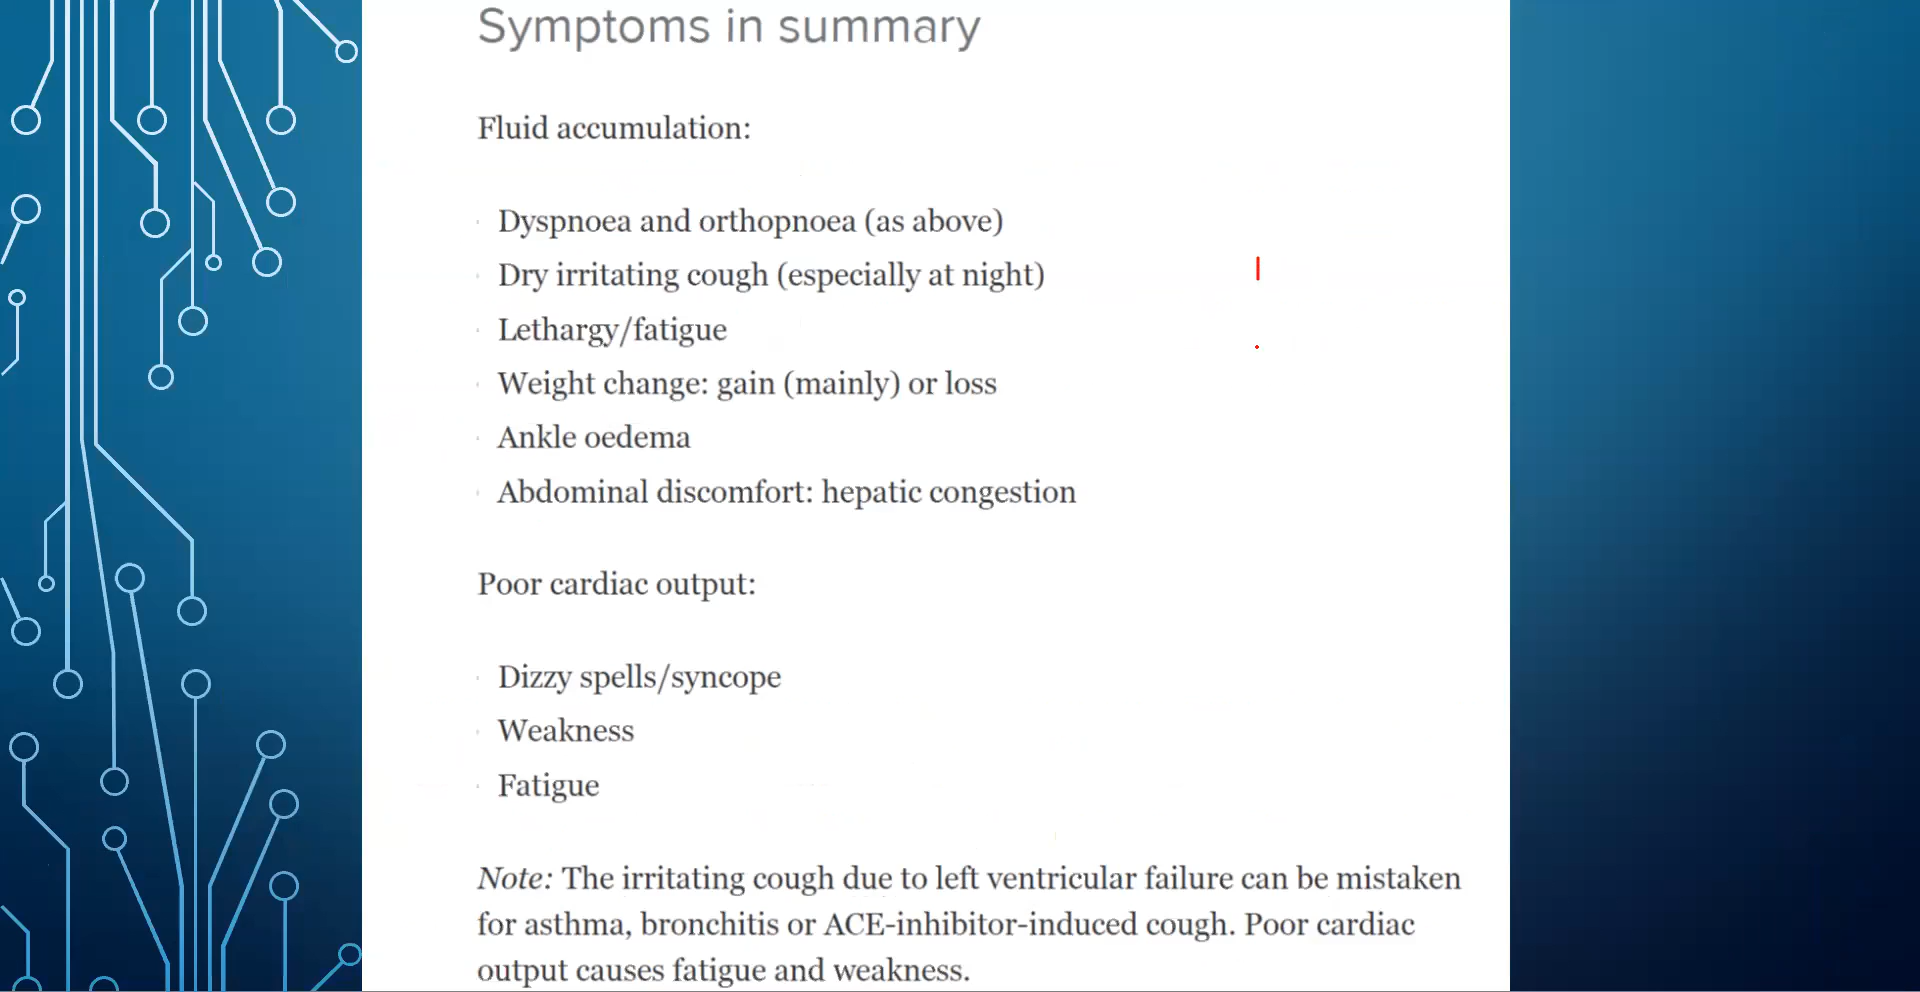 Symptoms in summary
Fluid accumulation:
Dyspnoea and orthopnoea (as above)
Dry irritating cough (especially at night)
Lethargy/fatigue
Weight change: gain (mainly) or loss
Ankle oedema
Abdominal discomfort: hepatic congestion
Poor cardiac output:
Dizzy spells/syncope
Weakness
Fatigue
Note: The irritating cough due to left ventricular failure can be mistaken
for asthma, bronchitis or ACE-inhibitor-induced cough. Poor cardiac
output causes fatigue and weakness.